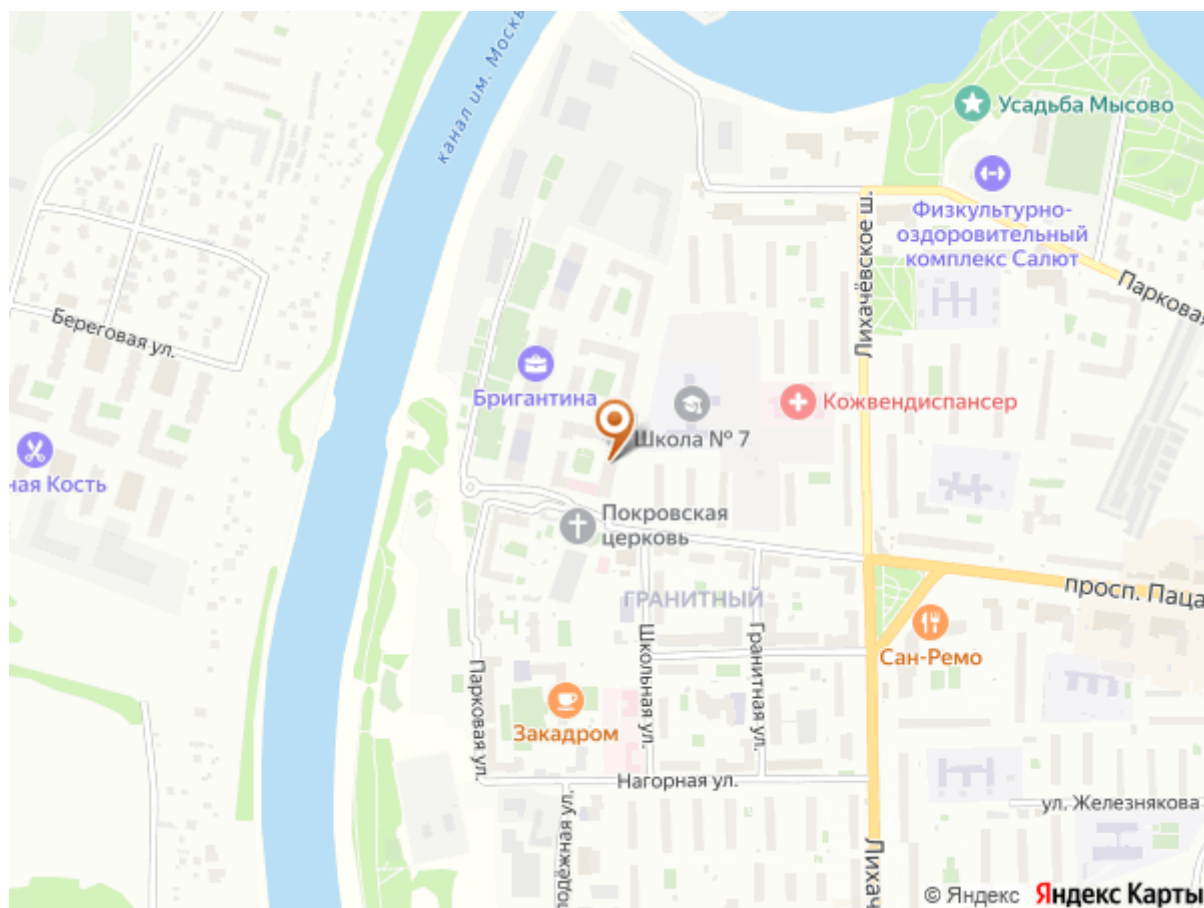 канал им. Москв
Усадьба Мысово
Физкультурно-
оздоровительный
комплекс Салют
Лихачёвское ш.
Парковая
Береговая ул.
Бригантина
Кожвендиспансер
Школа № 7
ная Кость
Покровская
церковь
просп. Паца
ГРАНИТНЫЙ
Школьная ул.
Гранитная ул.
Сан-Ремо
Парковая ул.
Закадром
Нагорная ул.
ул. Железнякова
лодёжная ул.
Лихач
© Яндекс Яндекс Карты